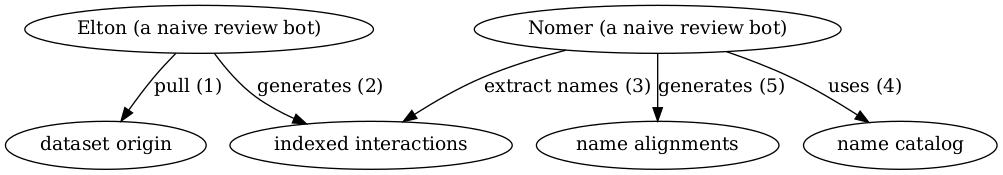 Elton (a naive review bot)
Nomer (a naive review bot)
pull (1)
generates (2)
extract names (3)
generates (5)
uses (4)
dataset origin
indexed interactions
name alignments
name catalog